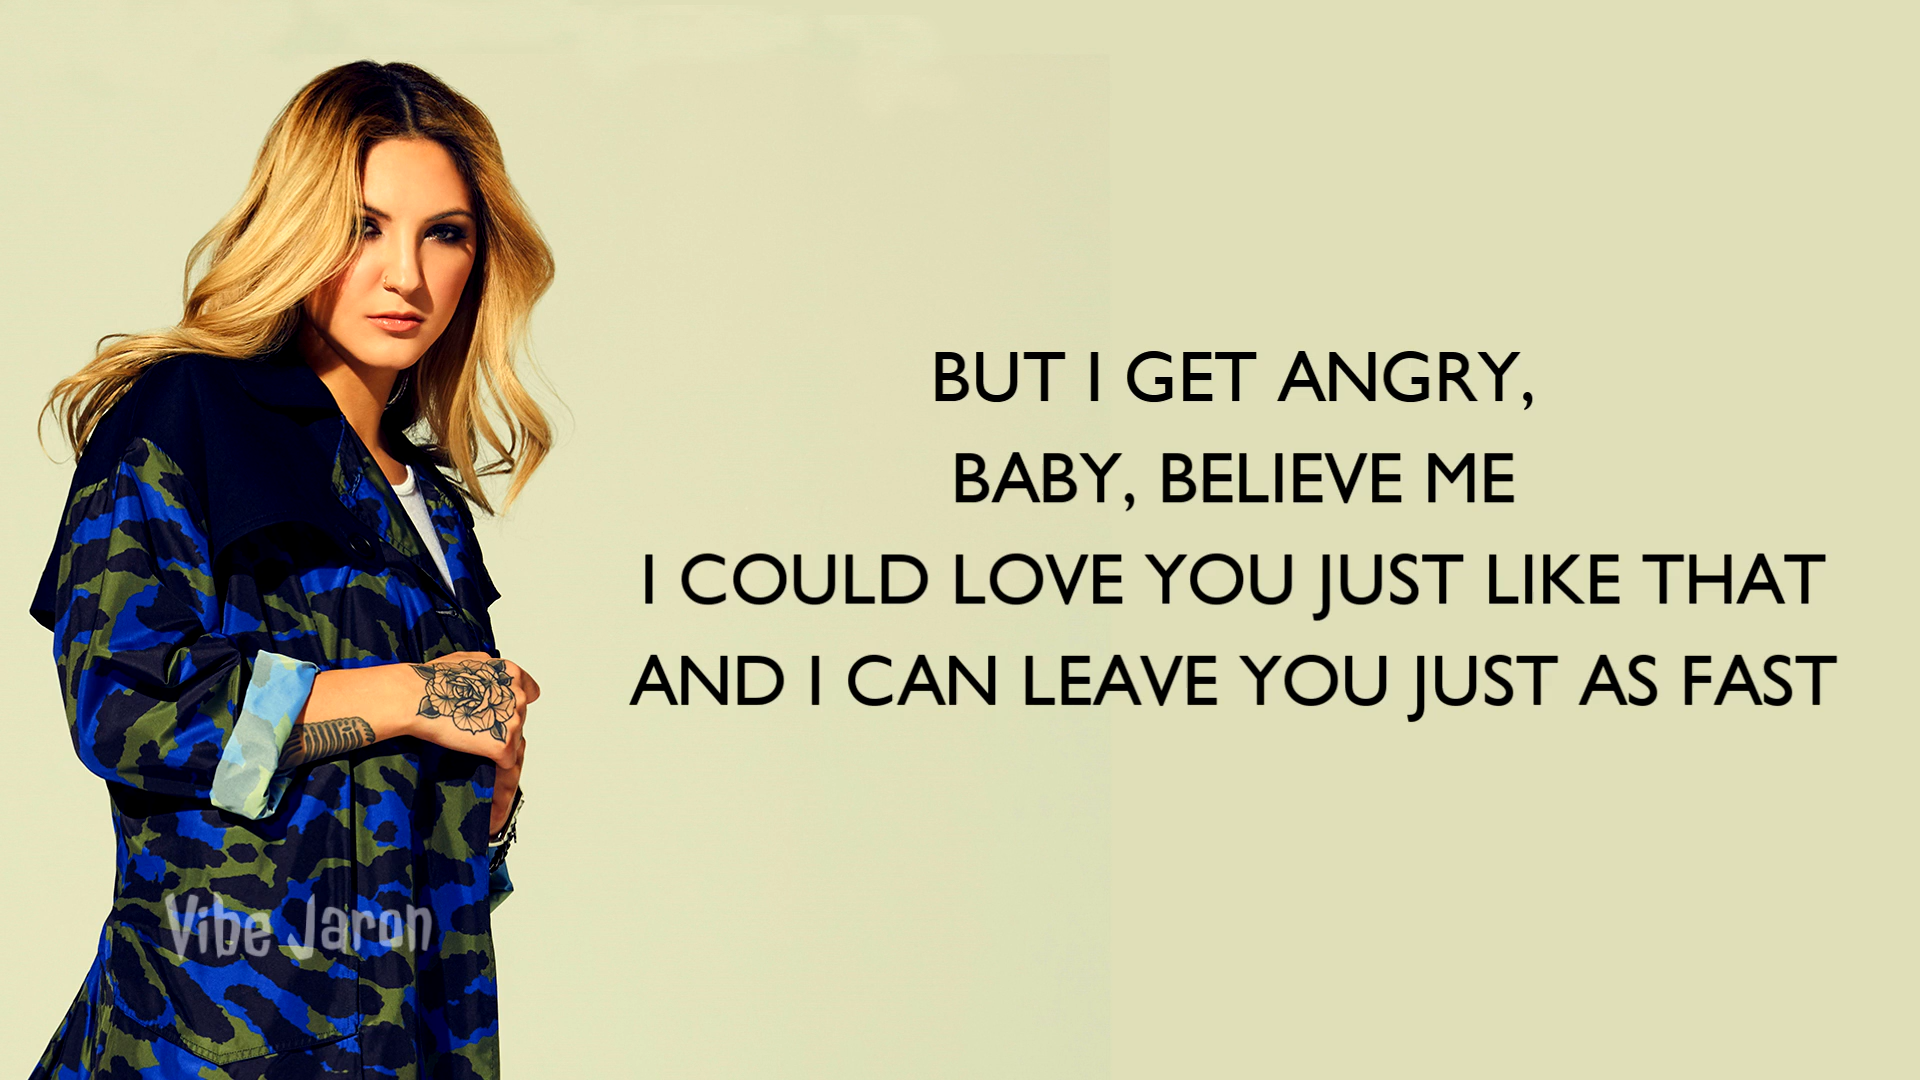 BUT I GET ANGRY,
BABY, BELIEVE ME
I COULD LOVE YOU JUST LIKE THAT
AND I CAN LEAVE YOU JUST AS FAST
Vibe Jaron